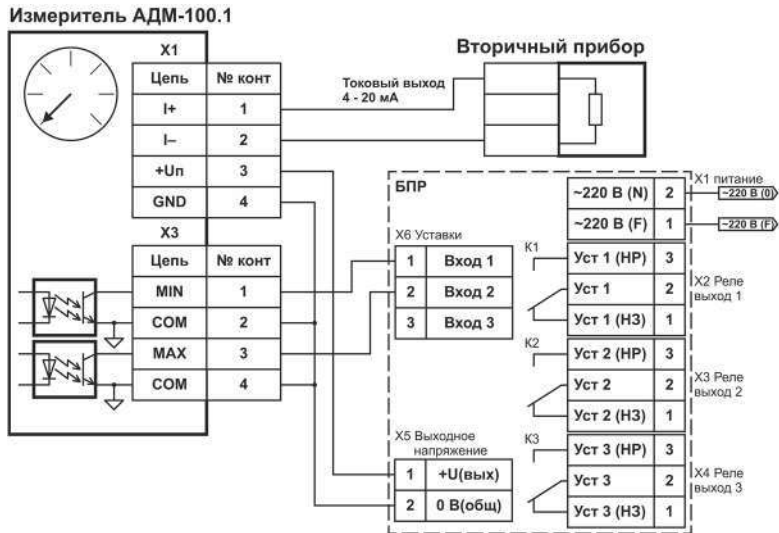 Измеритель АДМ-100.1
X1
Цепь № конт
I+ 1
I– 2
+Uп 3
GND 4
X3
Цепь № конт
MIN 1
COM 2
MAX 3
COM 4
Токовый выход
4 - 20 мА
Вторичный прибор
БПР
X6 Уставки
1 Вход 1
2 Вход 2
3 Вход 3
X5 Выходное
напряжение
1 +U(вых)
2 0 В(общ)
X1 питание
~220 В (N) 2
~220 В (0)
~220 В (F) 1
~220 В (F)
К1
Уст 1 (НР) 3
Уст 1 2
Уст 1 (НЗ) 1
X2 Реле
выход 1
К2
Уст 2 (НР) 3
Уст 2 2
Уст 2 (НЗ) 1
X3 Реле
выход 2
К3
Уст 3 (НР) 3
Уст 3 2
Уст 3 (НЗ) 1
X4 Реле
выход 3